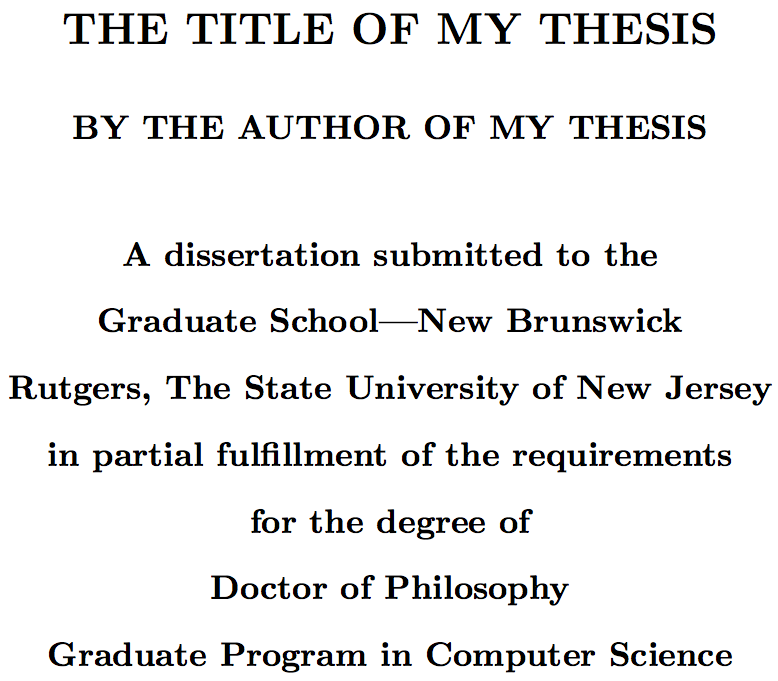 THE TITLE OF MY THESIS
BY THE AUTHOR OF MY THESIS
A dissertation submitted to the
Graduate School—New Brunswick
Rutgers, The State University of New Jersey
in partial fulfillment of the requirements
for the degree of
Doctor of Philosophy
Graduate Program in Computer Science